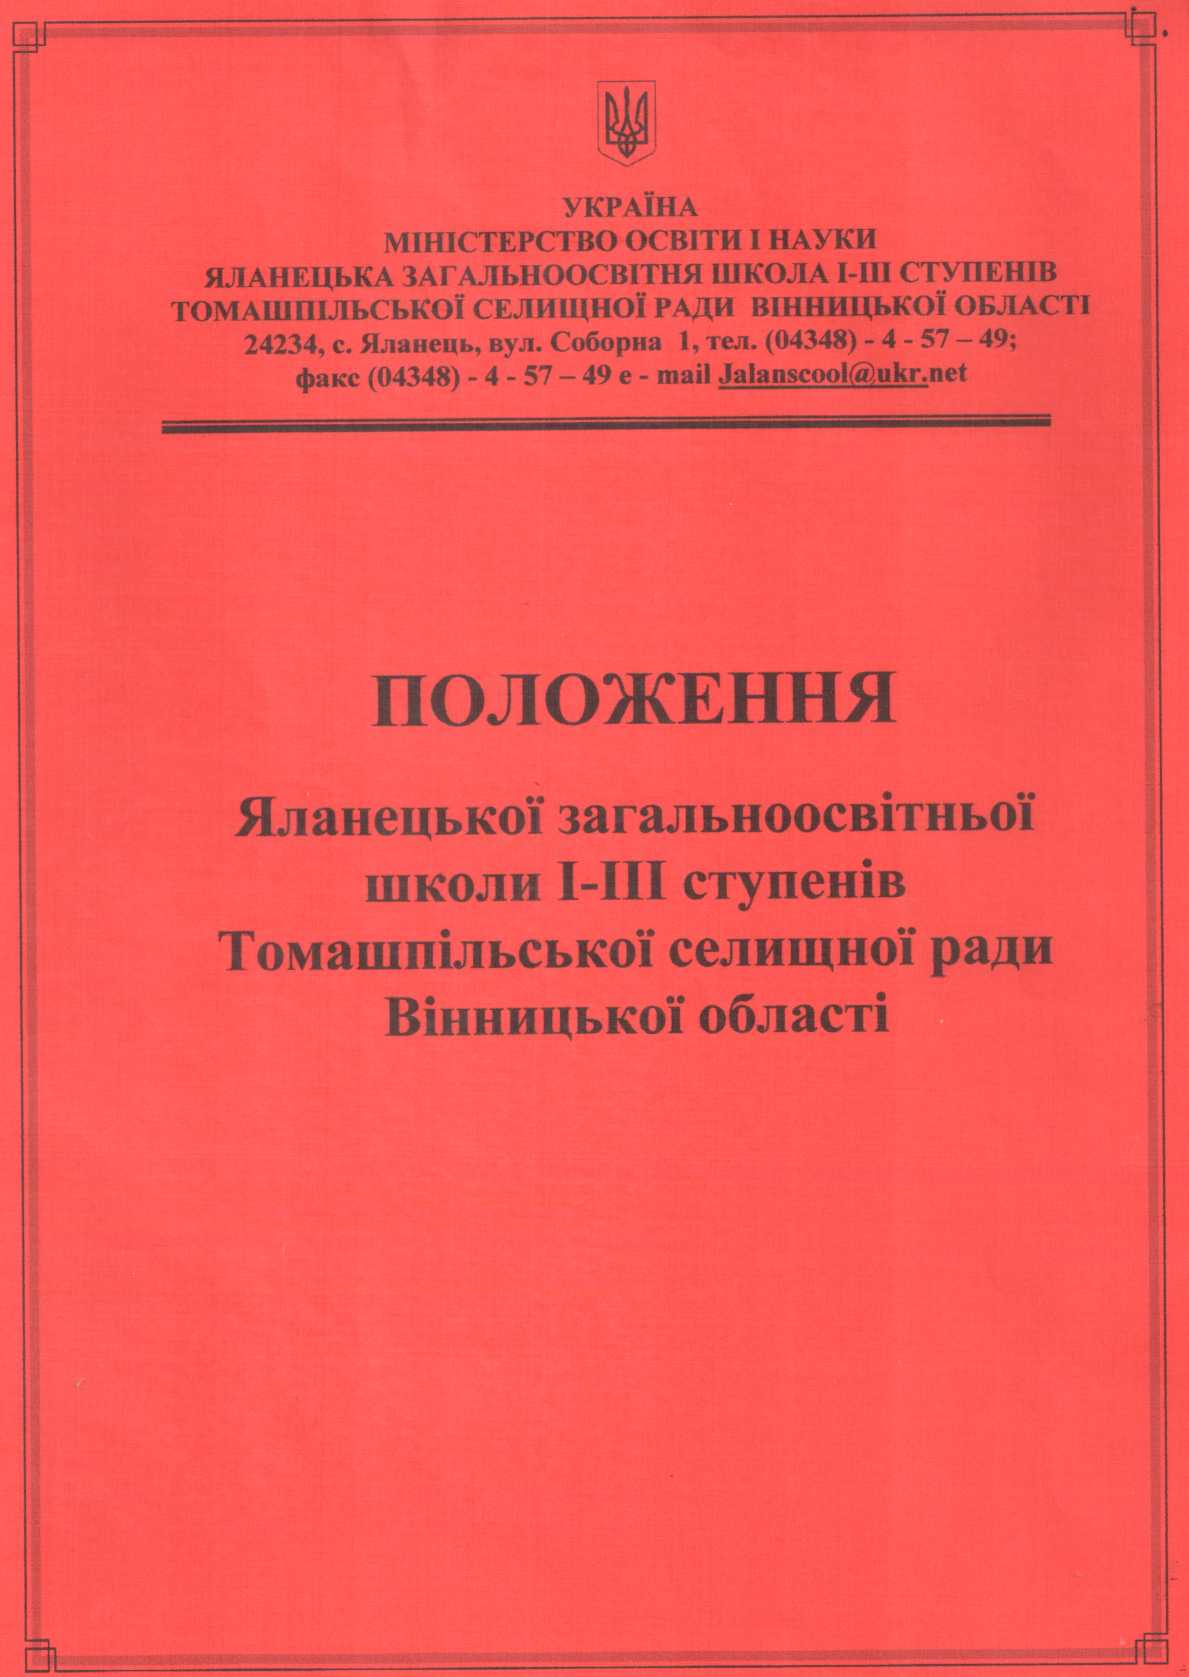 УКРАЇНА
МІНІСТЕРСТВО ОСВІТИ І НАУКИ
ЯЛАНЕЦЬКА ЗАГАЛЬНООСВІТНЯ ШКОЛА І-ІІІ СТУПЕНІВ
ТОМАШПІЛЬСЬКОЇ СЕЛИЩНОЇ РАДИ ВІННИЦЬКОЇ ОБЛАСТІ
24234, с. Яланець, вул. Соборна 1, тел. (04348) - 4 - 57 – 49;
факс (04348) - 4 - 57 – 49 e - mail Jalanscool@ukr.net
ПОЛОЖЕННЯ
Яланецької загальноосвітньої
школи І-ІІІ ступенів
Томашпільської селищної ради
Вінницької області